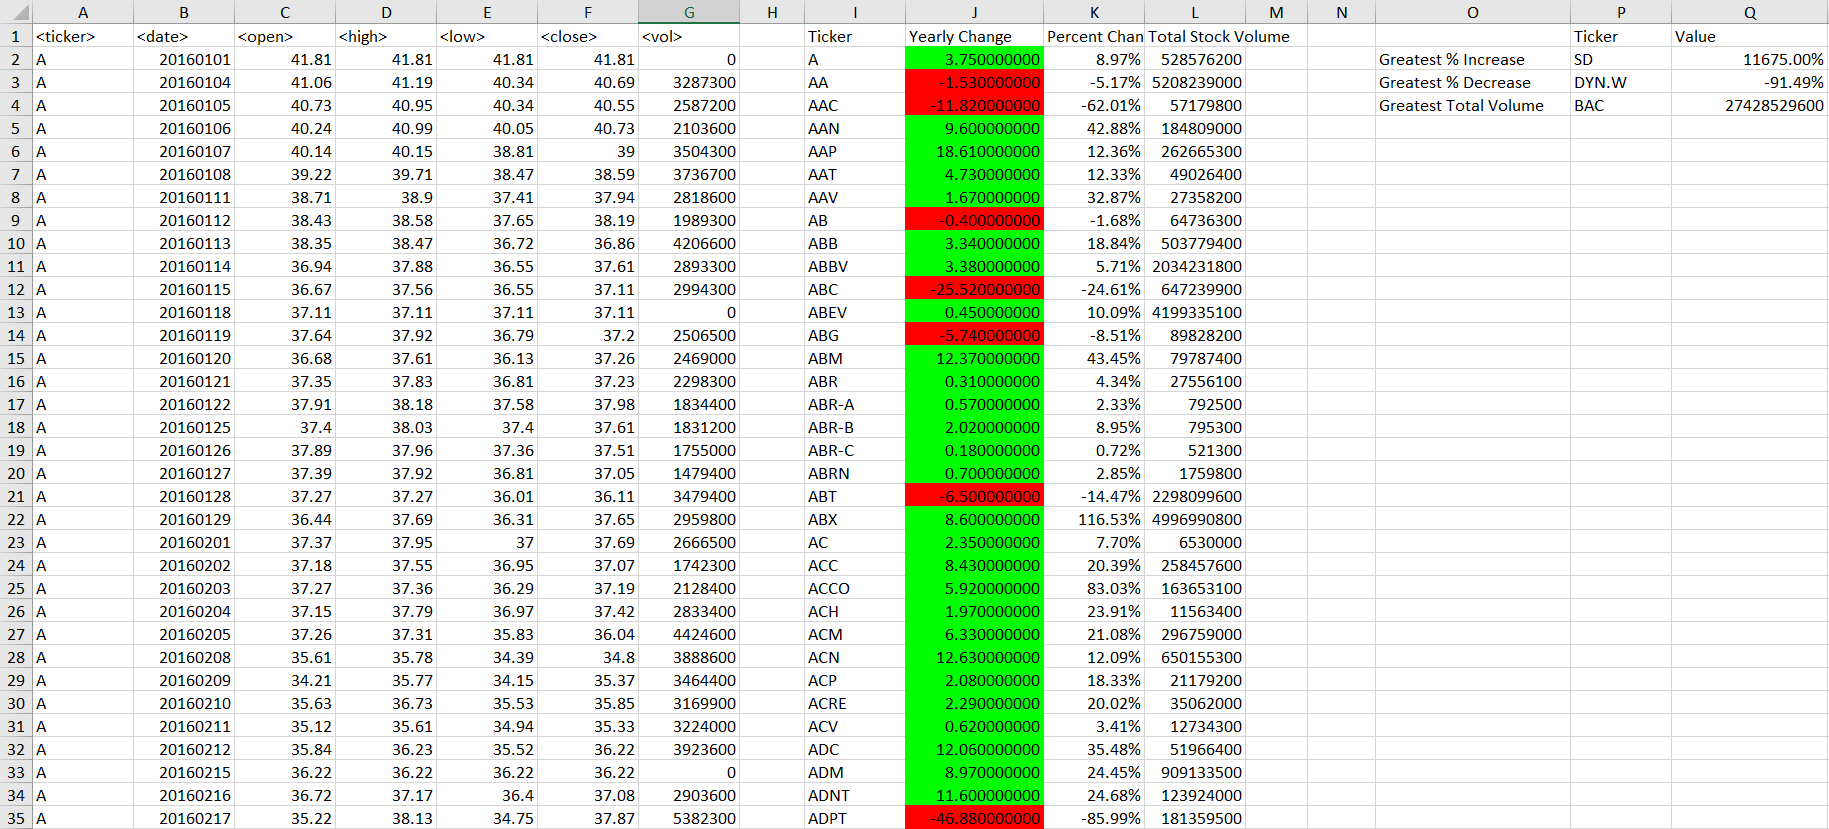 A B C D E F G H I J K L M N O P Q
1 <ticker> <date> <open> <high> <low> <close> <vol> Ticker Yearly Change Percent Chan Total Stock Volume Ticker Value
2 A 20160101 41.81 41.81 41.81 41.81 0 A 3.750000000 8.97% 528576200 Greatest % Increase SD 11675.00%
3 A 20160104 41.06 41.19 40.34 40.69 3287300 AA -1.530000000 -5.17% 5208239000 Greatest % Decrease DYN.W -91.49%
4 A 20160105 40.73 40.95 40.34 40.55 2587200 AAC -11.820000000 -62.01% 57179800 Greatest Total Volume BAC 27428529600
5 A 20160106 40.24 40.99 40.05 40.73 2103600 AAN 9.600000000 42.88% 184809000
6 A 20160107 40.14 40.15 38.81 39 3504300 AAP 18.610000000 12.36% 262665300
7 A 20160108 39.22 39.71 38.47 38.59 3736700 AAT 4.730000000 12.33% 49026400
8 A 20160111 38.71 38.9 37.41 37.94 2818600 AAV 1.670000000 32.87% 27358200
9 A 20160112 38.43 38.58 37.65 38.19 1989300 AB -0.400000000 -1.68% 64736300
10 A 20160113 38.35 38.47 36.72 36.86 4206600 ABB 3.340000000 18.84% 503779400
11 A 20160114 36.94 37.88 36.55 37.61 2893300 ABBV 3.380000000 5.71% 2034231800
12 A 20160115 36.67 37.56 36.55 37.11 2994300 ABC -25.520000000 -24.61% 647239900
13 A 20160118 37.11 37.11 37.11 37.11 0 ABEV 0.450000000 10.09% 4199335100
14 A 20160119 37.64 37.92 36.79 37.2 2506500 ABG -5.740000000 -8.51% 89828200
15 A 20160120 36.68 37.61 36.13 37.26 2469000 ABM 12.370000000 43.45% 79787400
16 A 20160121 37.35 37.83 36.81 37.23 2298300 ABR 0.310000000 4.34% 27556100
17 A 20160122 37.91 38.18 37.58 37.98 1834400 ABR-A 0.570000000 2.33% 792500
18 A 20160125 37.4 38.03 37.4 37.61 1831200 ABR-B 2.020000000 8.95% 795300
19 A 20160126 37.89 37.96 37.36 37.51 1755000 ABR-C 0.180000000 0.72% 521300
20 A 20160127 37.39 37.92 36.81 37.05 1479400 ABRN 0.700000000 2.85% 1759800
21 A 20160128 37.27 37.27 36.01 36.11 3479400 ABT -6.500000000 -14.47% 2298099600
22 A 20160129 36.44 37.69 36.31 37.65 2959800 ABX 8.600000000 116.53% 4996990800
23 A 20160201 37.37 37.95 37 37.69 2666500 AC 2.350000000 7.70% 6530000
24 A 20160202 37.18 37.55 36.95 37.07 1742300 ACC 8.430000000 20.39% 258457600
25 A 20160203 37.27 37.36 36.29 37.19 2128400 ACCO 5.920000000 83.03% 163653100
26 A 20160204 37.15 37.79 36.97 37.42 2833400 ACH 1.970000000 23.91% 11563400
27 A 20160205 37.26 37.31 35.83 36.04 4424600 ACM 6.330000000 21.08% 296759000
28 A 20160208 35.61 35.78 34.39 34.8 3888600 ACN 12.630000000 12.09% 650155300
29 A 20160209 34.21 35.77 34.15 35.37 3464400 ACP 2.080000000 18.33% 21179200
30 A 20160210 35.63 36.73 35.53 35.85 3169900 ACRE 2.290000000 20.02% 35062000
31 A 20160211 35.12 35.61 34.94 35.33 3224000 ACV 0.620000000 3.41% 12734300
32 A 20160212 35.84 36.23 35.52 36.22 3923600 ADC 12.060000000 35.48% 51966400
33 A 20160215 36.22 36.22 36.22 36.22 0 ADM 8.970000000 24.45% 909133500
34 A 20160216 36.72 37.17 36.4 37.08 2903600 ADNT 11.600000000 24.68% 123924000
35 A 20160217 35.22 38.13 34.75 37.87 5382300 ADPT -46.880000000 -85.99% 181359500